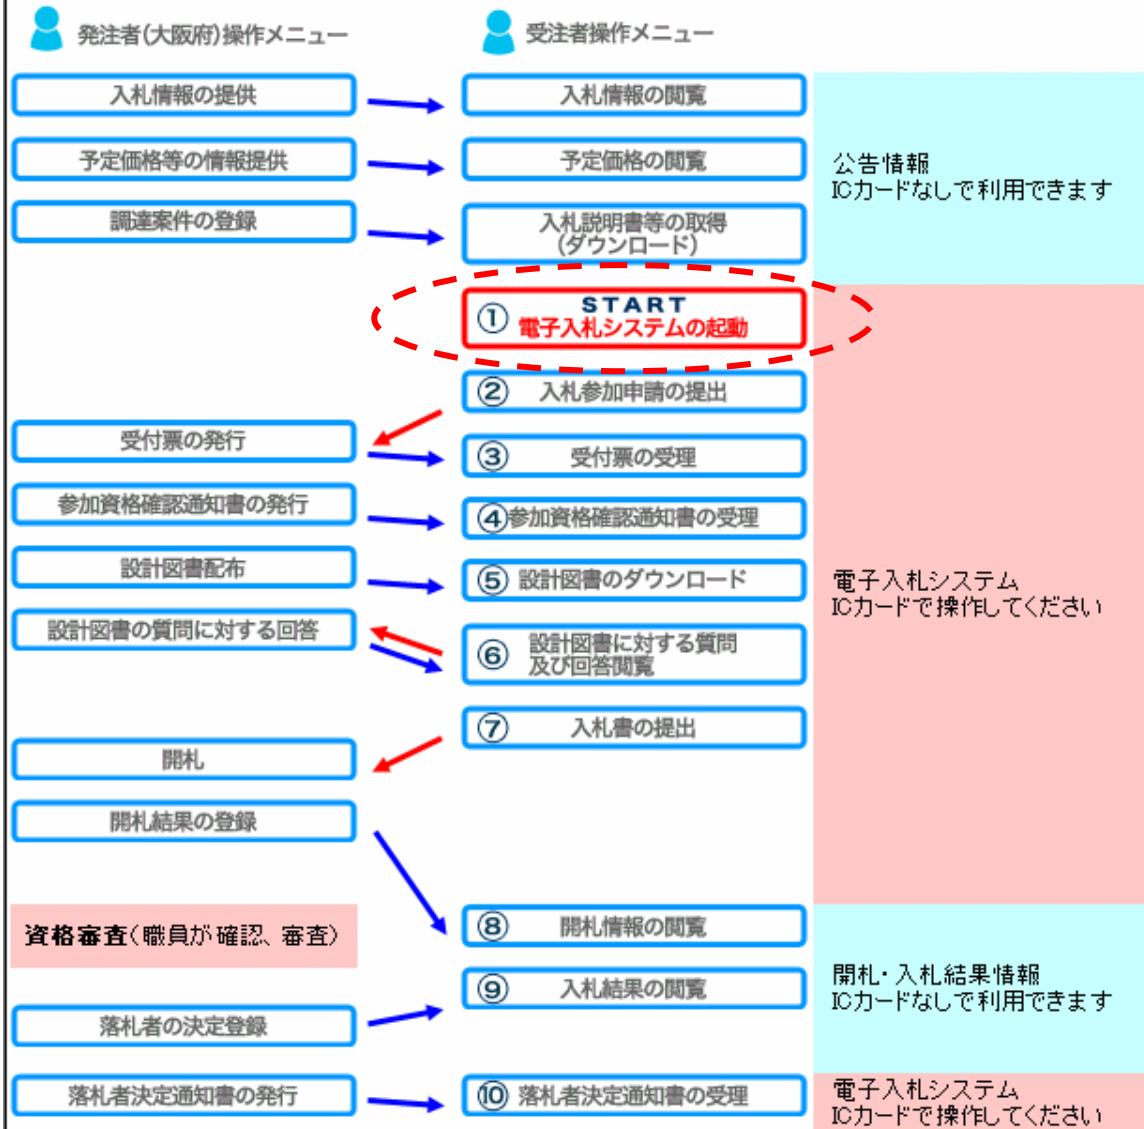 発注者(大阪府)操作メニュー
受注者操作メニュー
入札情報の提供
入札情報の閲覧
予定価格等の情報提供
予定価格の閲覧
公告情報
ICカードなしで利用できます
調達案件の登録
入札説明書等の取得
(ダウンロード)
① START
電子入札システムの起動
② 入札参加申請の提出
受付票の発行
③ 受付票の受理
参加資格確認通知書の発行
④参加資格確認通知書の受理
設計図書配布
⑤ 設計図書のダウンロード
電子入札システム
ICカードで操作してください
設計図書の質問に対する回答
⑥ 設計図書に対する質問
及び回答閲覧
⑦ 入札書の提出
開札
開札結果の登録
資格審査(職員が確認、審査)
⑧ 開札情報の閲覧
⑨ 入札結果の閲覧
開札・入札結果情報
ICカードなしで利用できます
落札者の決定登録
落札者決定通知書の発行
⑩ 落札者決定通知書の受理
電子入札システム
ICカードで操作してください